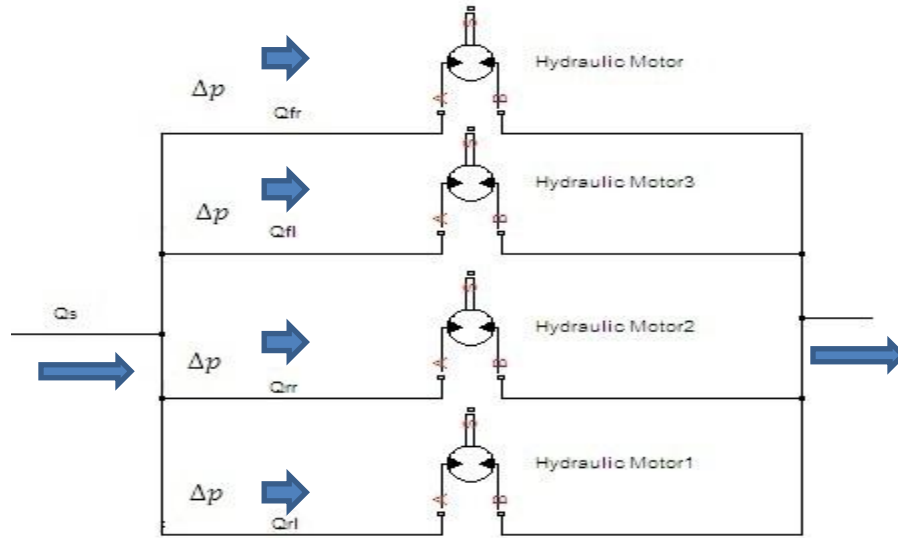 S
Hydraulic Motor
Δp
A
B
Qfr
S
Hydraulic Motor3
Δp
A
B
Qfl
S
Qs
Hydraulic Motor2
Δp
A
B
Qrr
S
Hydraulic Motor1
Δp
A
B
Qrl